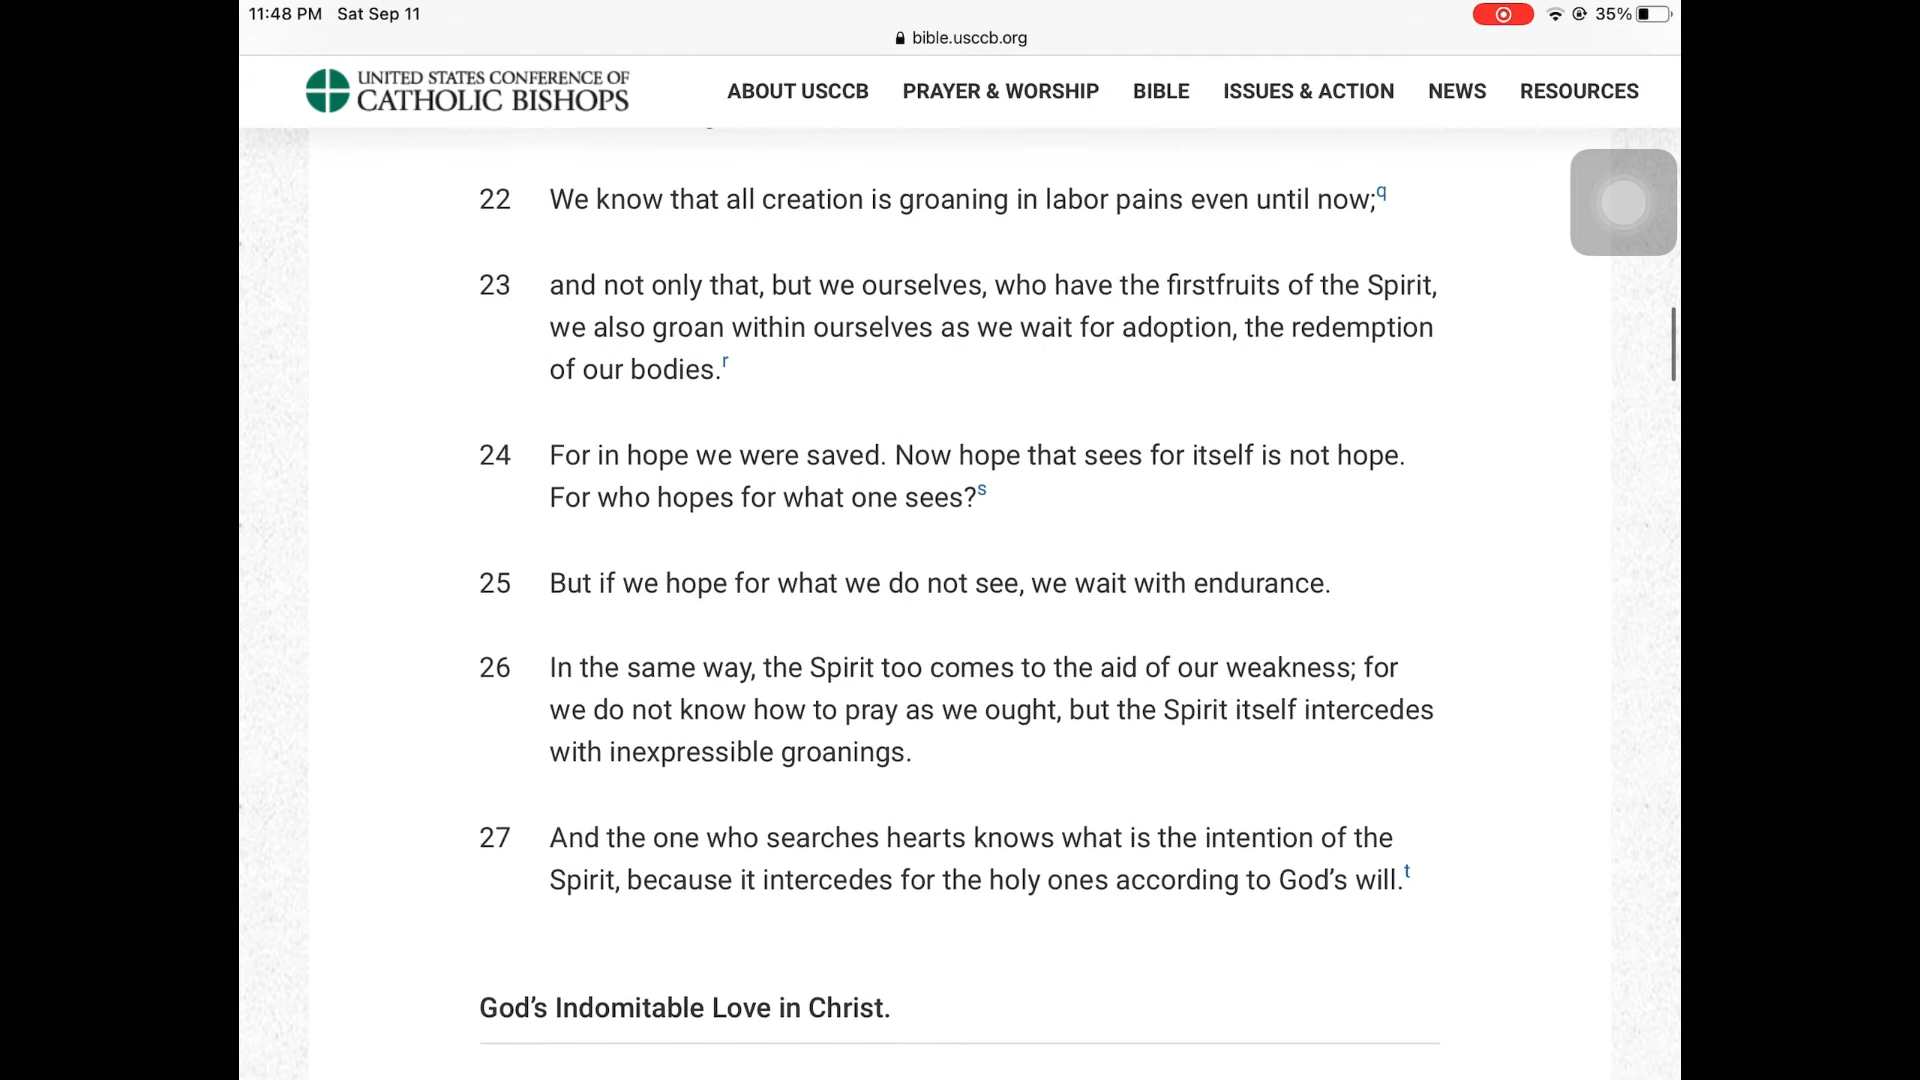 11:48 PM Sat Sep 11
35%
bible.usccb.org
UNITED STATES CONFERENCE OF
CATHOLIC BISHOPS
ABOUT USCCB PRAYER & WORSHIP BIBLE ISSUES & ACTION NEWS RESOURCES
22 We know that all creation is groaning in labor pains even until now;q
23 and not only that, but we ourselves, who have the firstfruits of the Spirit,
we also groan within ourselves as we wait for adoption, the redemption
of our bodies.r
24 For in hope we were saved. Now hope that sees for itself is not hope.
For who hopes for what one sees?s
25 But if we hope for what we do not see, we wait with endurance.
26 In the same way, the Spirit too comes to the aid of our weakness; for
we do not know how to pray as we ought, but the Spirit itself intercedes
with inexpressible groanings.
27 And the one who searches hearts knows what is the intention of the
Spirit, because it intercedes for the holy ones according to God’s will.t
God’s Indomitable Love in Christ.